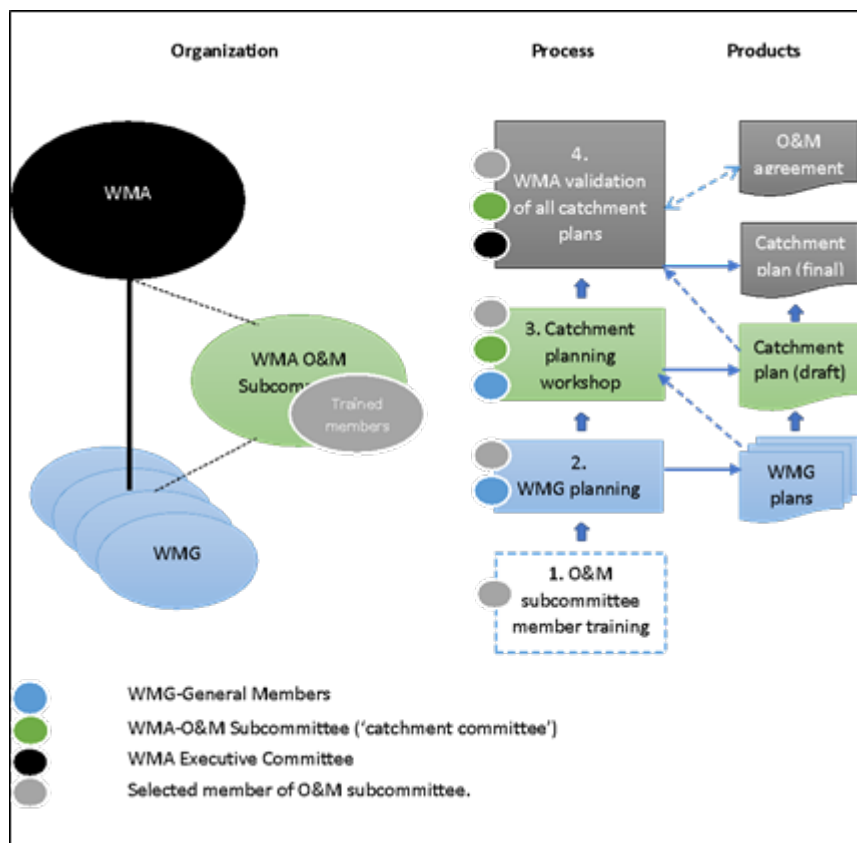 Organization
Process
Products
WMA
WMA O&M
Trained
members
WMG
4.
WMA validation
of all catchment
plans
3. Catchment
planning
workshop
2.
WMG planning
1. O&M
subcommittee
member training
O&M
agreement
Catchment
plan (final)
Catchment
plan (draft)
WMG
plans
WMG-General Members
WMA-O&M Subcommittee (‘catchment committee’)
WMA Executive Committee
Selected member of O&M subcommittee.